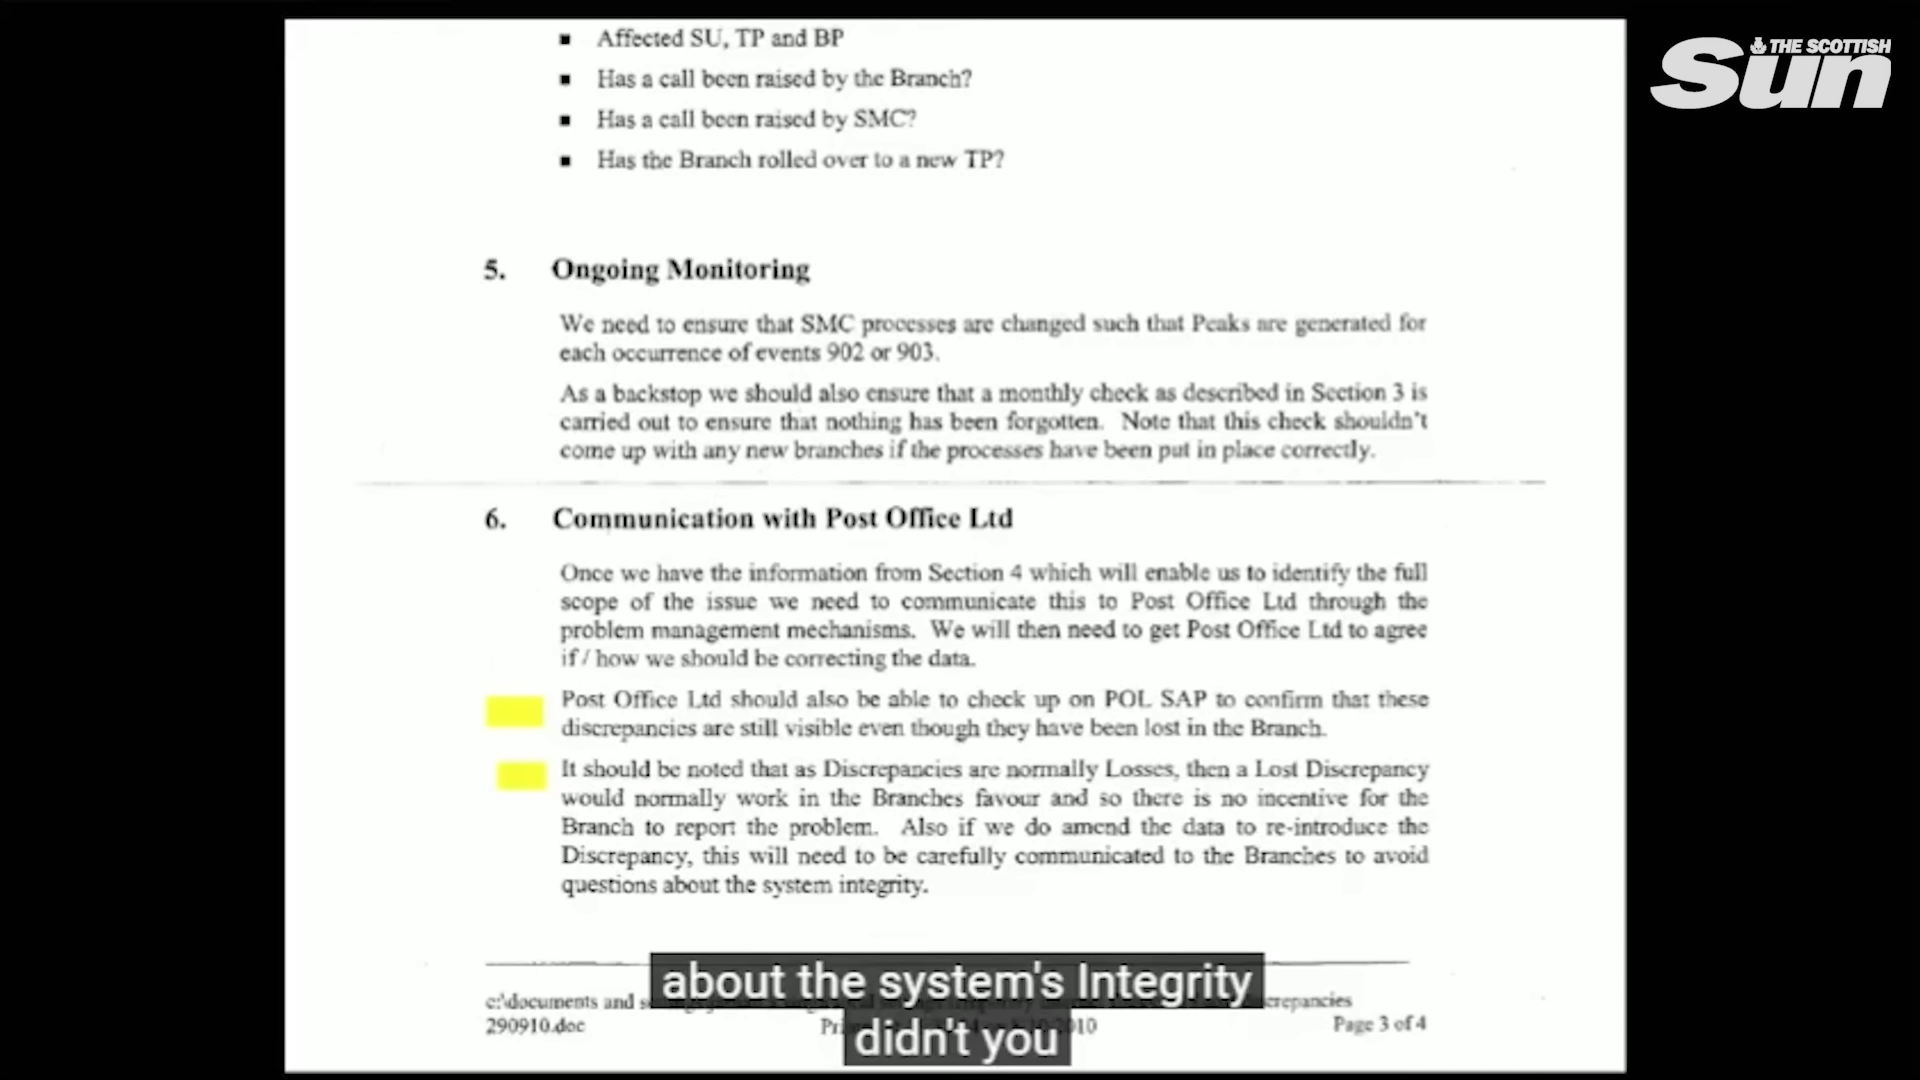 THE SCOTTISH
Sun
Affected SU, TP and BP
Has a call been raised by the Branch?
Has a call been raised by SMC?
Has the Branch rolled over to a new TP?
5. Ongoing Monitoring
We need to ensure that SMC processes are changed such that Peaks are generated for
each occurrence of events 902 or 903.
As a backstop we should also ensure that a monthly check as described in Section 3 is
carried out to ensure that nothing has been forgotten. Note that this check shouldn't
come up with any new branches if the processes have been put in place correctly.
6. Communication with Post Office Ltd
Once we have the information from Section 4 which will enable us to identify the full
scope of the issue we need to communicate this to Post Office Ltd through the
problem management mechanisms. We will then need to get Post Office Ltd to agree
if / how we should be correcting the data.
Post Office Ltd should also be able to check up on POL SAP to confirm that these
discrepancies are still visible even though they have been lost in the Branch.
It should be noted that as Discrepancies are normally Losses, then a Lost Discrepancy
would normally work in the Branches favour and so there is no incentive for the
Branch to report the problem. Also if we do amend the data to re-introduce the
Discrepancy, this will need to be carefully communicated to the Branches to avoid
questions about the system integrity.
c:\documents and
290910.doc Page 3 of 4
about the system's Integrity
didn't you